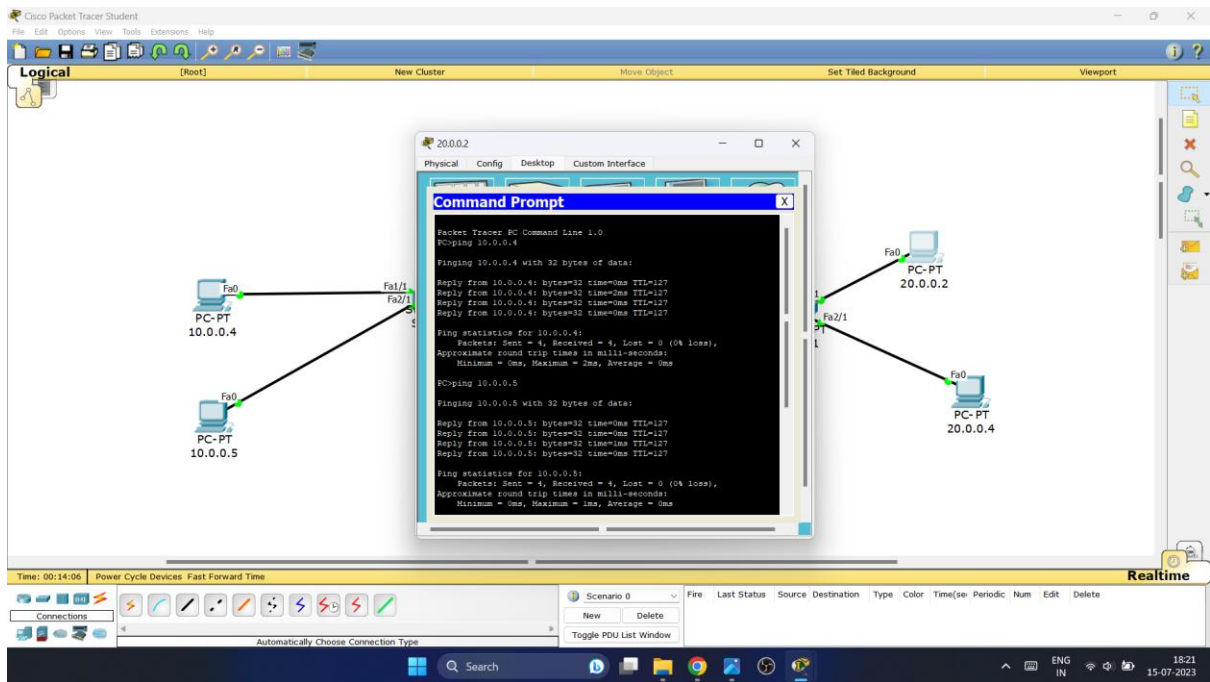 Cisco Packet Tracer Student
File Edit Options View Tools Extensions Help
Logical [Root] New Cluster Move Object Set Tiled Background Viewport
20.0.0.2
Physical Config Desktop Custom Interface
Command Prompt X
Packet Tracer PC Command Line 1.0
PC>ping 10.0.0.4
Pinging 10.0.0.4 with 32 bytes of data:
Reply from 10.0.0.4: bytes=32 time=0ms TTL=127
Reply from 10.0.0.4: bytes=32 time=2ms TTL=127
Reply from 10.0.0.4: bytes=32 time=0ms TTL=127
Reply from 10.0.0.4: bytes=32 time=0ms TTL=127
Ping statistics for 10.0.0.4:
Packets: Sent = 4, Received = 4, Lost = 0 (0% loss),
Approximate round trip times in milli-seconds:
Minimum = 0ms, Maximum = 2ms, Average = 0ms
PC>ping 10.0.0.5
Pinging 10.0.0.5 with 32 bytes of data:
Reply from 10.0.0.5: bytes=32 time=0ms TTL=127
Reply from 10.0.0.5: bytes=32 time=0ms TTL=127
Reply from 10.0.0.5: bytes=32 time=1ms TTL=127
Reply from 10.0.0.5: bytes=32 time=0ms TTL=127
Ping statistics for 10.0.0.5:
Packets: Sent = 4, Received = 4, Lost = 0 (0% loss),
Approximate round trip times in milli-seconds:
Minimum = 0ms, Maximum = 1ms, Average = 0ms
Fa0
PC-PT
10.0.0.4
Fa1/1
Fa2/1
Fa0
PC-PT
10.0.0.5
Fa0
PC-PT
20.0.0.2
Fa2/1
Fa0
PC-PT
20.0.0.4
Time: 00:14:06 Power Cycle Devices Fast Forward Time Realtime
Connections
Automatically Choose Connection Type
Scenario 0
New Delete
Toggle PDU List Window
Fire Last Status Source Destination Type Color Time(se Periodic Num Edit Delete
Search
ENG
IN
18:21
15-07-2023